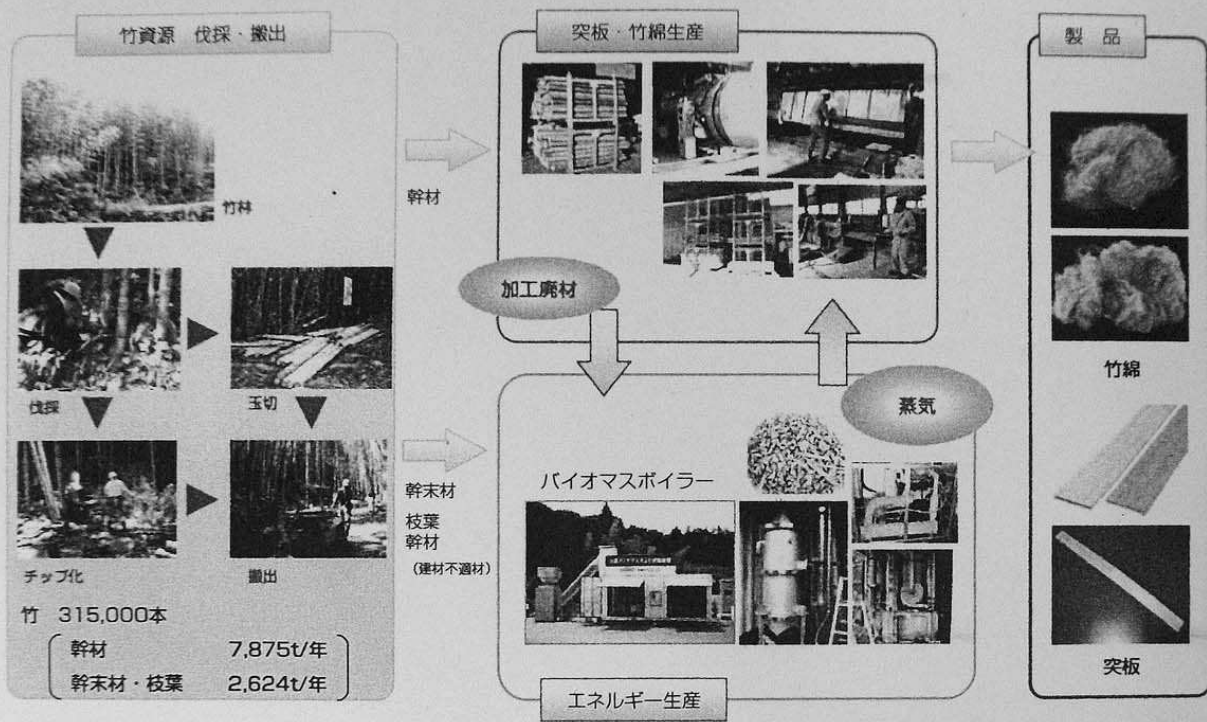 竹資源 伐採・搬出
竹林
伐採
玉切
チップ化
搬出
竹 315,000本
幹材 7,875t/年
幹末材・枝葉 2,624t/年
幹材
幹末材
枝葉
幹材
(建材不適材)
突板・竹綿生産
加工廃材
蒸気
バイオマスボイラー
エネルギー生産
製品
竹綿
突板